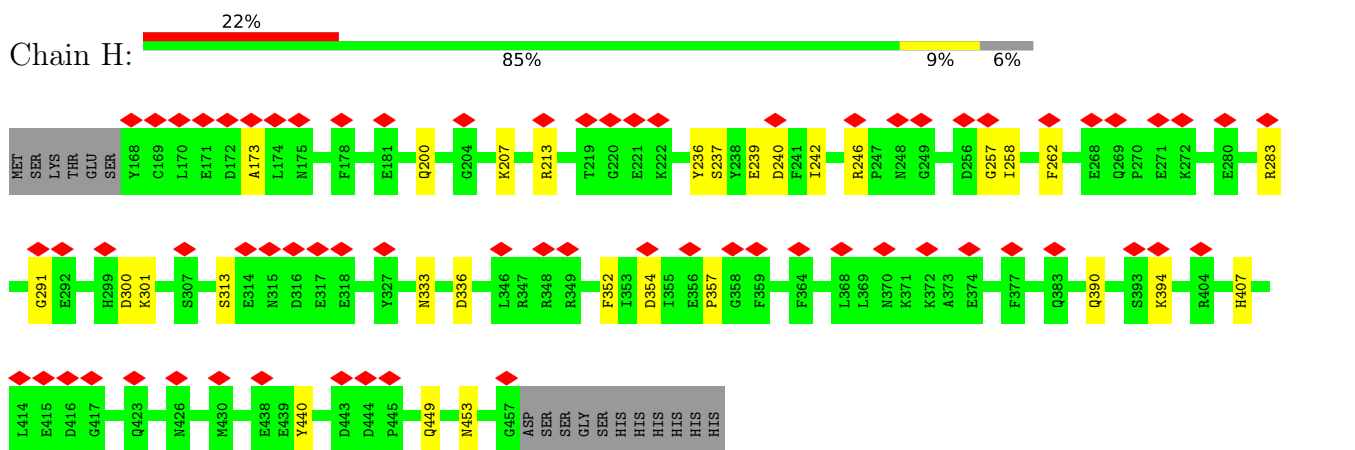 22%
Chain H:
85% 9% 6%
MET SER LYS THR GLU SER Y168 C169 L170 E171 D172 A173 L174 N175 F178 E181 Q200 G204 K207 R213 T219 G220 E221 K222 Y236 S237 Y238 E239 D240 F241 I242 R246 P247 N248 G249 D256 G257 I258 F262 E268 Q269 P270 E271 K272 E280 R283
G291 E292 H299 D300 K301 S307 S313 E314 N315 D316 E317 E318 Y327 N333 D336 L346 R347 R348 R349 F352 I353 D354 I355 E356 P357 G358 F359 F364 L368 L369 N370 K371 K372 A373 E374 F377 Q383 Q390 S393 K394 R404 H407
L414 E415 D416 G417 Q423 N426 M430 E438 E439 Y440 D443 D444 P445 Q449 N453 G457 ASP SER SER GLY SER HIS HIS HIS HIS HIS HIS